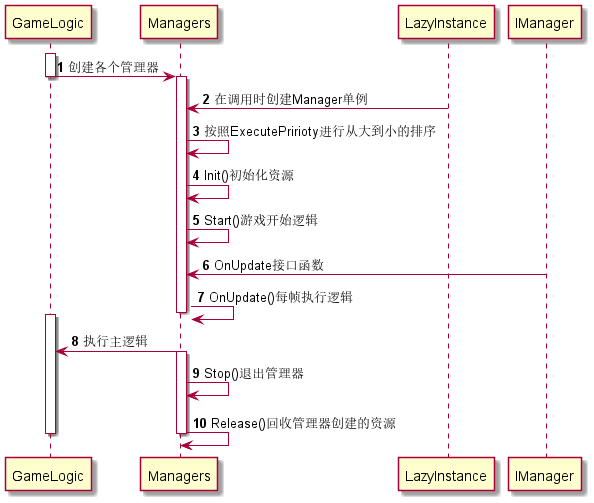 GameLogic Managers LazyInstance IManager
1 创建各个管理器
2 在调用时创建Manager单例
3 按照ExecutePririoty进行从大到小的排序
4 Init()初始化资源
5 Start()游戏开始逻辑
6 OnUpdate接口函数
7 OnUpdate()每帧执行逻辑
8 执行主逻辑
9 Stop()退出管理器
10 Release()回收管理器创建的资源
GameLogic Managers LazyInstance IManager